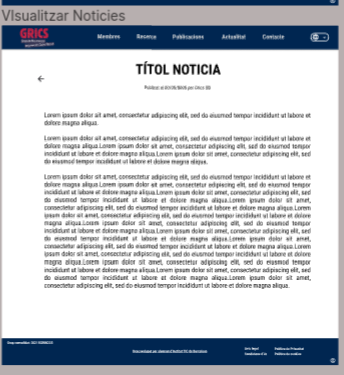 VIsualitzar Noticies
GRICS
Membres Recerca Publicacions Actualitat Contacte
TÍTOL NOTICIA
Lorem ipsum dolor sit amet, consectetur adipiscing elit, sed do eiusmod tempor incididunt ut labore et
dolore magna aliqua.
Lorem ipsum dolor sit amet, consectetur adipiscing elit, sed do eiusmod tempor incididunt ut labore et
dolore magna aliqua.Lorem ipsum dolor sit amet, consectetur adipiscing elit, sed do eiusmod tempor
incididunt ut labore et dolore magna aliqua.Lorem ipsum dolor sit amet, consectetur adipiscing elit, sed
do eiusmod tempor incididunt ut labore et dolore magna aliqua.
Lorem ipsum dolor sit amet, consectetur adipiscing elit, sed do eiusmod tempor incididunt ut labore et
dolore magna aliqua.Lorem ipsum dolor sit amet, consectetur adipiscing elit, sed do eiusmod tempor
incididunt ut labore et dolore magna aliqua.Lorem ipsum dolor sit amet, consectetur adipiscing elit, sed
do eiusmod tempor incididunt ut labore et dolore magna aliqua.Lorem ipsum dolor sit amet,
consectetur adipiscing elit, sed do eiusmod tempor incididunt ut labore et dolore magna aliqua.Lorem
ipsum dolor sit amet, consectetur adipiscing elit, sed do eiusmod tempor incididunt ut labore et dolore
magna aliqua.Lorem ipsum dolor sit amet, consectetur adipiscing elit, sed do eiusmod tempor
incididunt ut labore et dolore magna aliqua.Lorem ipsum dolor sit amet, consectetur adipiscing elit, sed
do eiusmod tempor incididunt ut labore et dolore magna aliqua.Lorem ipsum dolor sit amet,
consectetur adipiscing elit, sed do eiusmod tempor incididunt ut labore et dolore magna aliqua.Lorem
ipsum dolor sit amet, consectetur adipiscing elit, sed do eiusmod tempor incididunt ut labore et dolore
magna aliqua.Lorem ipsum dolor sit amet, consectetur adipiscing elit, sed do eiusmod tempor
incididunt ut labore et dolore magna aliqua.Lorem ipsum dolor sit amet, consectetur adipiscing elit, sed
do eiusmod tempor incididunt ut labore et dolore magna aliqua.Lorem ipsum dolor sit amet,
consectetur adipiscing elit, sed do eiusmod tempor incididunt ut labore et dolore magna aliqua.